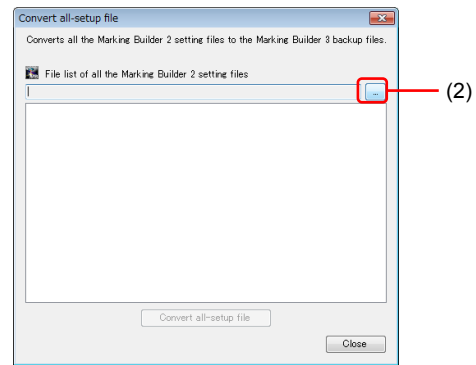 Convert all-setup file
Converts all the Marking Builder 2 setting files to the Marking Builder 3 backup files.
File list of all the Marking Builder 2 setting files
...
(2)
Convert all-setup file
Close